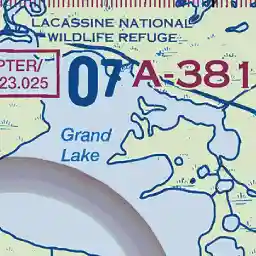 LACASSINE NATIONAL
WILDLIFE REFUGE
PTER/
23.025
07
A-381
Grand
Lake